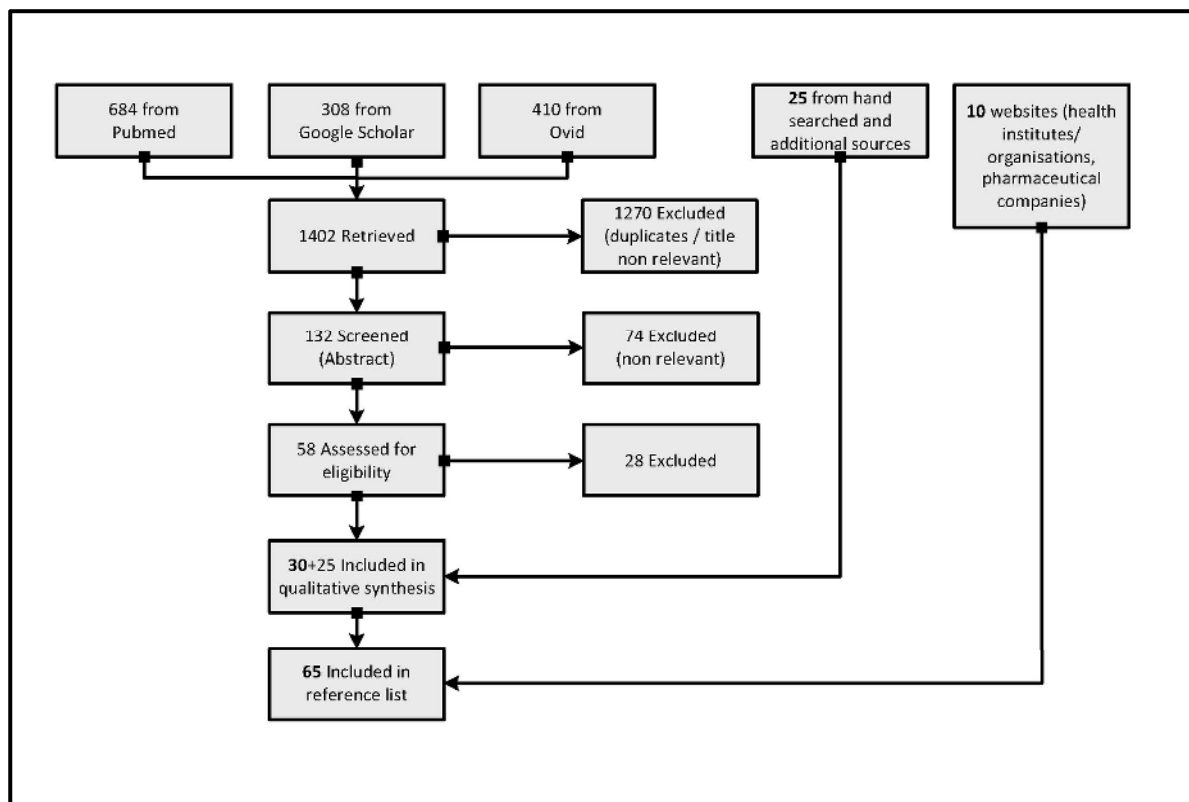 684 from
Pubmed
308 from
Google Scholar
410 from
Ovid
25 from hand
searched and
additional sources
10 websites (health
institutes/
organisations,
pharmaceutical
companies)
1402 Retrieved
1270 Excluded
(duplicates / title
non relevant)
132 Screened
(Abstract)
74 Excluded
(non relevant)
58 Assessed for
eligibility
28 Excluded
30+25 Included in
qualitative synthesis
65 Included in
reference list